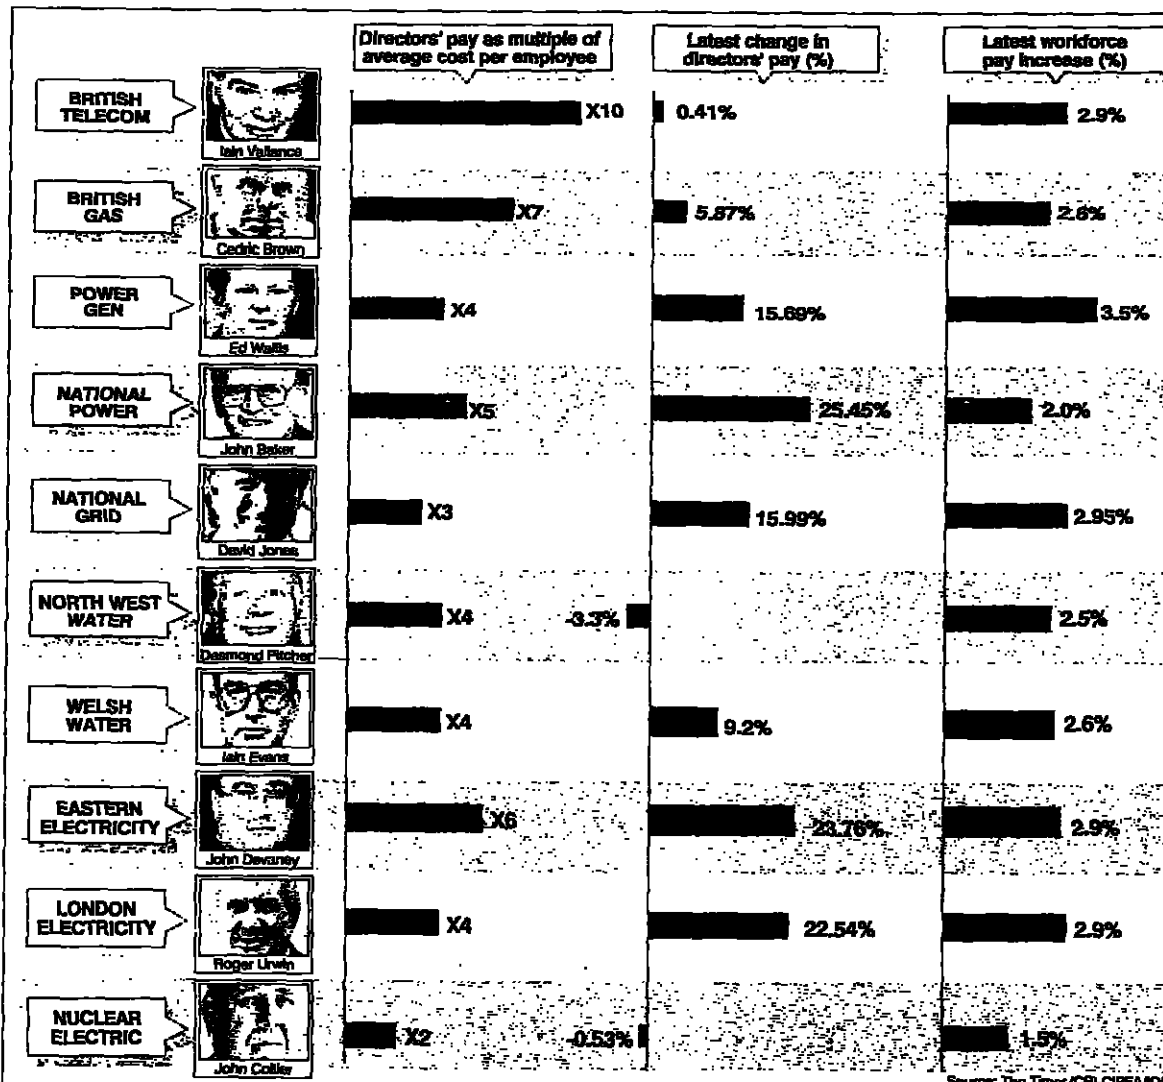 Directors' pay as multiple of
average cost per employee
Latest change in
directors' pay (%)
Latest workforce
pay increase (%)
BRITISH
TELECOM
Iain Vallance
X10
0.41%
2.9%
BRITISH
GAS
Cedric Brown
X7
5.87%
2.6%
POWER
GEN
Ed Wallis
X4
15.69%
3.5%
NATIONAL
POWER
John Baker
X5
25.45%
2.0%
NATIONAL
GRID
David Jones
X3
15.99%
2.95%
NORTH WEST
WATER
Desmond Pitcher
X4
-3.3%
2.5%
WELSH
WATER
Iain Evans
X4
9.2%
2.6%
EASTERN
ELECTRICITY
John Devaney
X6
23.76%
2.9%
LONDON
ELECTRICITY
Roger Urwin
X4
22.54%
2.9%
NUCLEAR
ELECTRIC
John Collier
X2
-0.53%
1.5%
Source: The Times